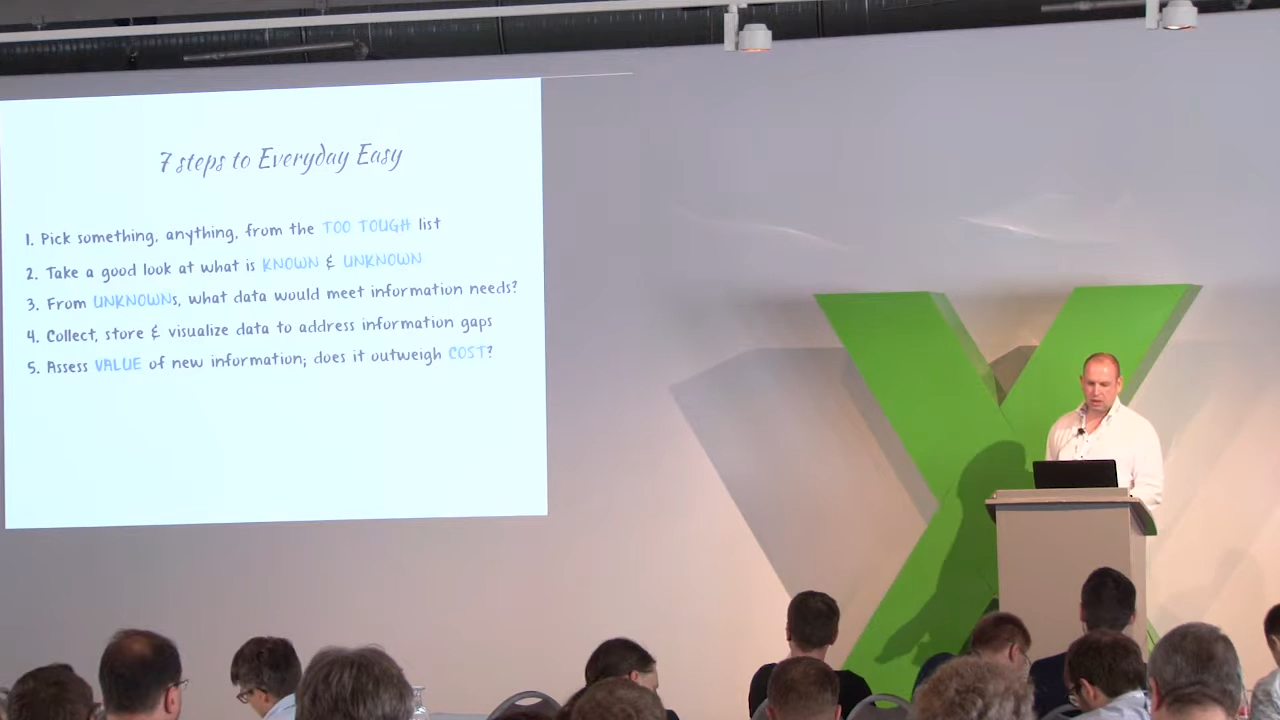 7 steps to Everyday Easy
1. Pick something, anything, from the TOO TOUGH list
2. Take a good look at what is KNOWN & UNKNOWN
3. From UNKNOWNs, what data would meet information needs?
4. Collect, store & visualize data to address information gaps
5. Assess VALUE of new information; does it outweigh COST?
Y